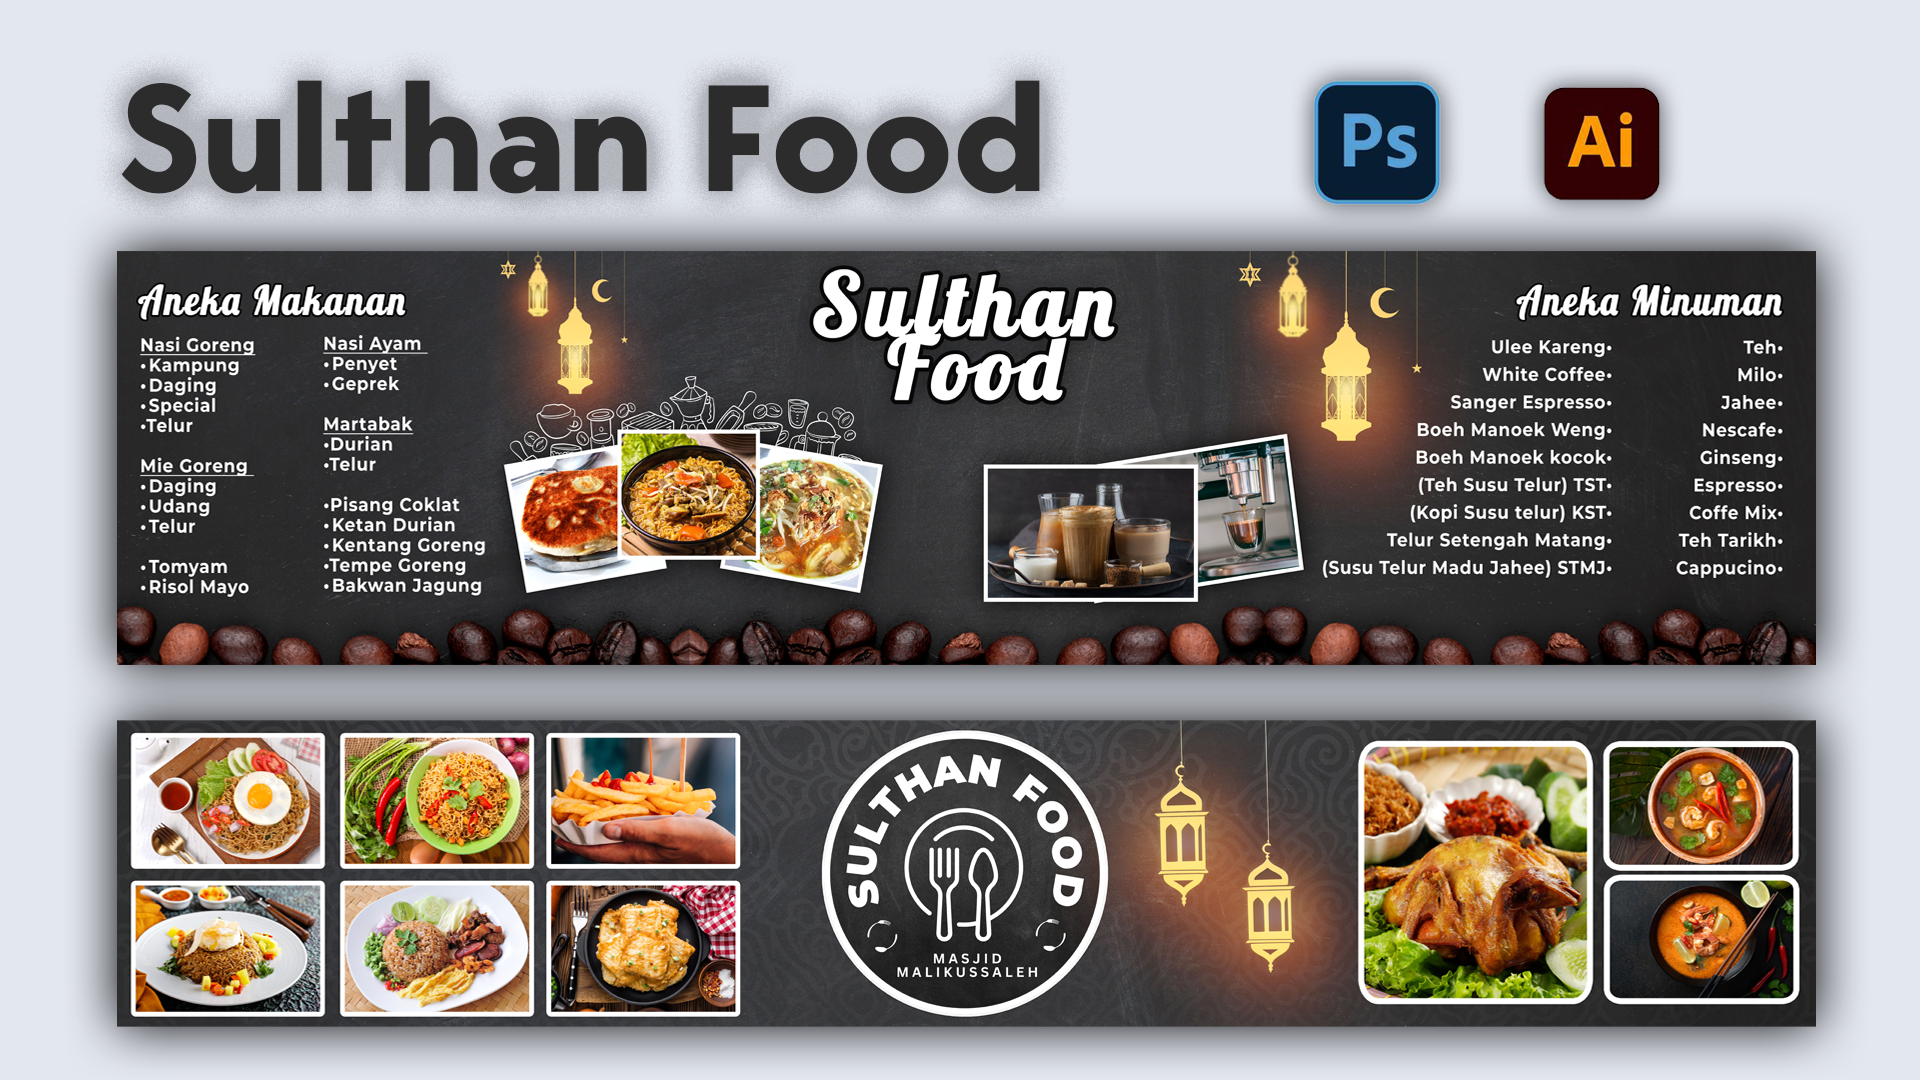 Sulthan Food
Ps
Ai
Aneka Makanan
Nasi Goreng
•Kampung
•Daging
•Special
•Telur
Mie Goreng
•Daging
•Udang
•Telur
•Tomyam
•Risol Mayo
Nasi Ayam
•Penyet
•Geprek
Martabak
•Durian
•Telur
•Pisang Coklat
•Ketan Durian
•Kentang Goreng
•Tempe Goreng
•Bakwan Jagung
Sulthan
Food
Aneka Minuman
Ulee Kareng•
White Coffee•
Sanger Espresso•
Boeh Manoek Weng•
Boeh Manoek kocok•
(Teh Susu Telur) TST•
(Kopi Susu telur) KST•
Telur Setengah Matang•
(Susu Telur Madu Jahee) STMJ•
Teh•
Milo•
Jahee•
Nescafe•
Ginseng•
Espresso•
Coffe Mix•
Teh Tarikh•
Cappucino•
SULTHAN FOOD
MASJID
MALIKUSSALEH